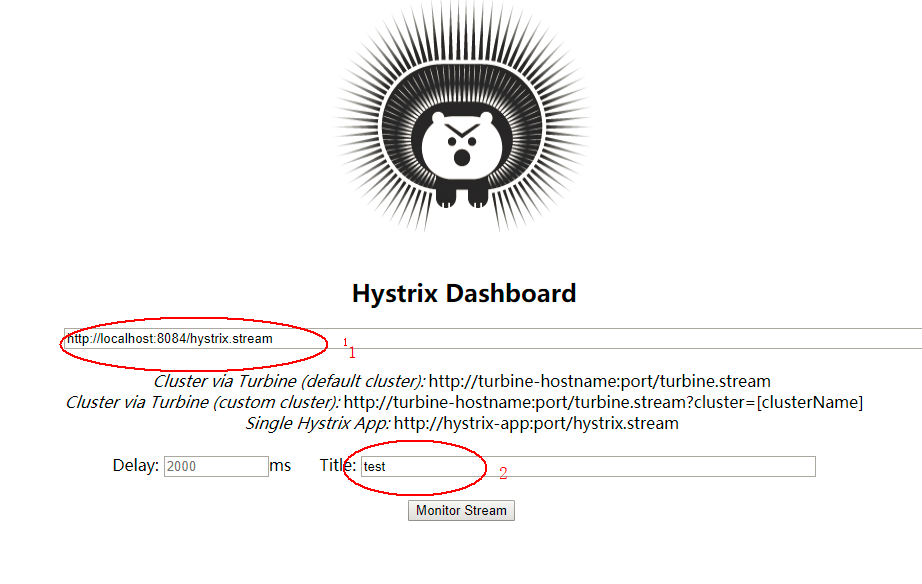 Hystrix Dashboard
http://localhost:8084/hystrix.stream
1
1
Cluster via Turbine (default cluster): http://turbine-hostname:port/turbine.stream
Cluster via Turbine (custom cluster): http://turbine-hostname:port/turbine.stream?cluster=[clusterName]
Single Hystrix App: http://hystrix-app:port/hystrix.stream
Delay: 2000 ms Title: test 2
Monitor Stream